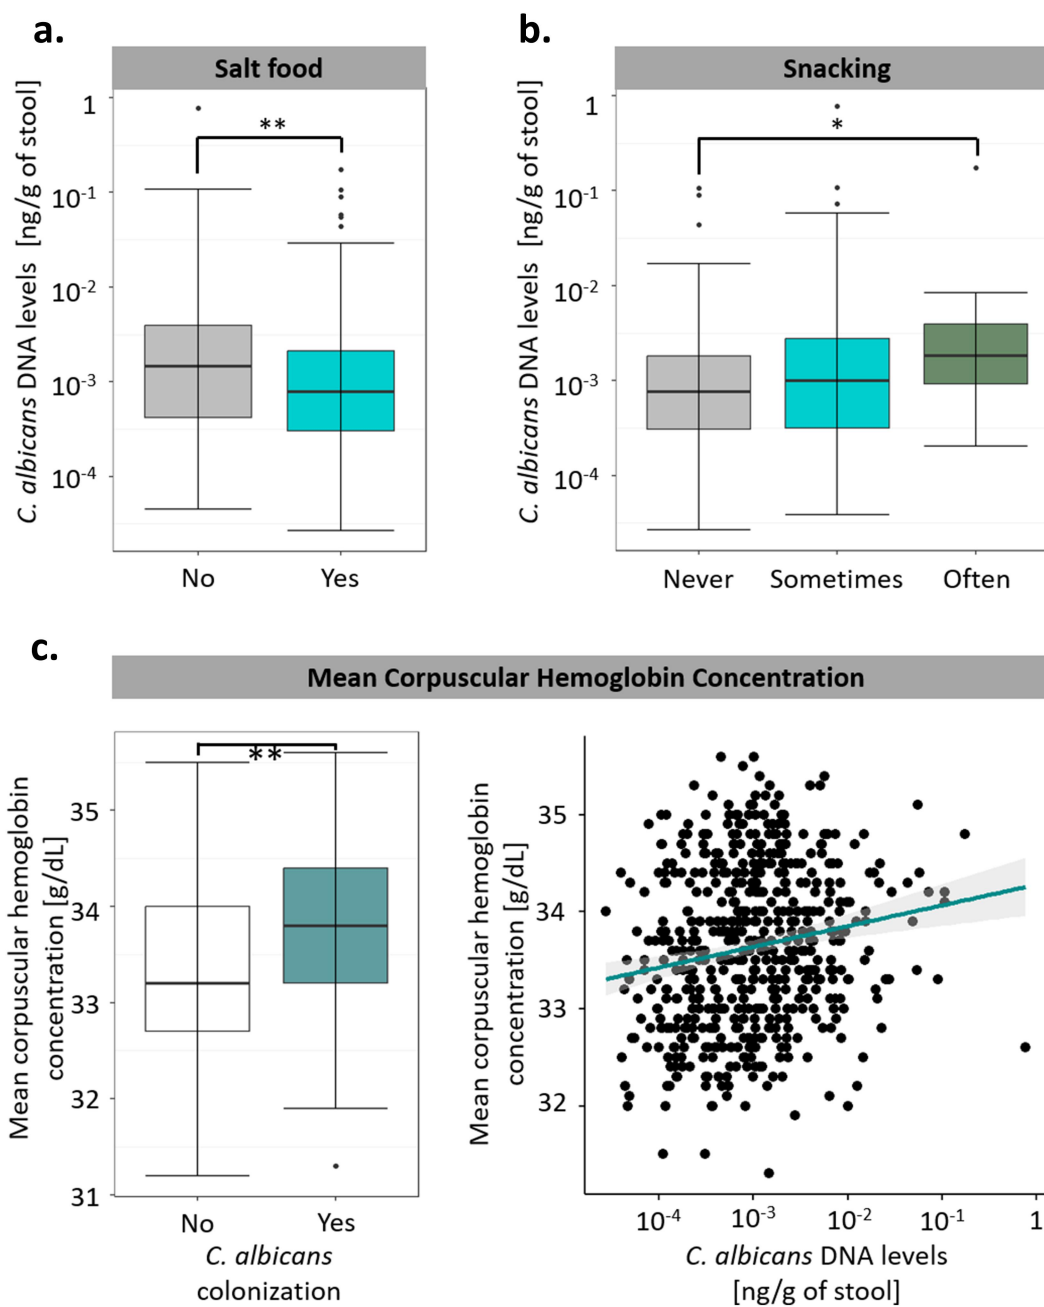 a.
Salt food
C. albicans DNA levels [ng/g of stool]
1
10-1
10-2
10-3
10-4
**
No
Yes
b.
Snacking
C. albicans DNA levels [ng/g of stool]
1
10-1
10-2
10-3
10-4
*
Never
Sometimes
Often
c.
Mean Corpuscular Hemoglobin Concentration
Mean corpuscular hemoglobin
concentration [g/dL]
35
34
33
32
31
**
No
Yes
C. albicans
colonization
Mean corpuscular hemoglobin
concentration [g/dL]
35
34
33
32
10-4
10-3
10-2
10-1
1
C. albicans DNA levels
[ng/g of stool]